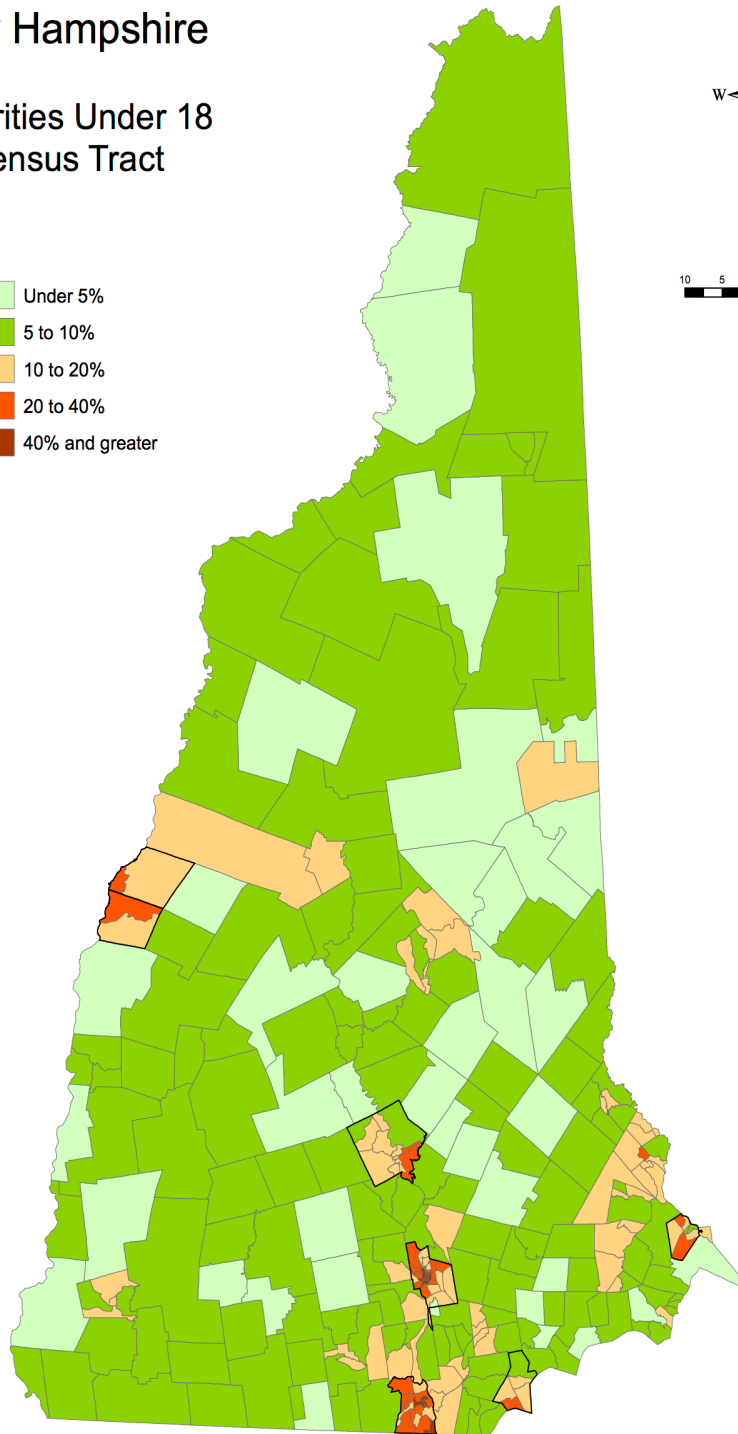 Hampshire
rities Under 18
ensus Tract
W
Under 5%
5 to 10%
10 to 20%
20 to 40%
40% and greater
10 5